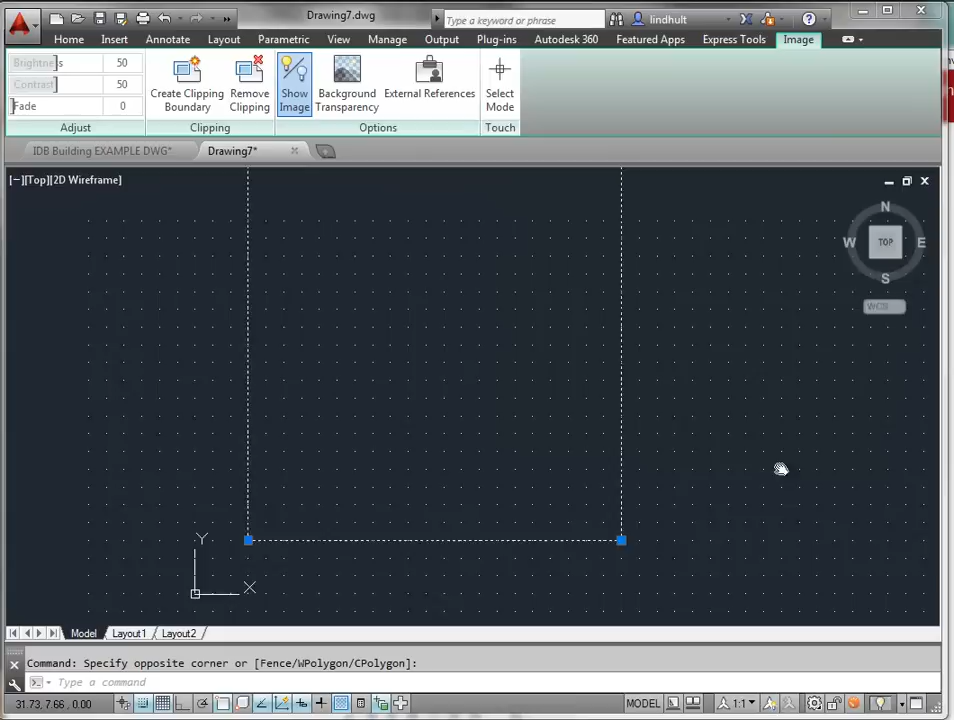 Drawing7.dwg
Type a keyword or phrase
lindhult
Home Insert Annotate Layout Parametric View Manage Output Plug-ins Autodesk 360 Featured Apps Express Tools Image
Brightness 50
Contrast 50
Fade 0
Create Clipping Boundary
Remove Clipping
Show Image
Background Transparency
External References
Select Mode
Adjust Clipping Options Touch
IDB Building EXAMPLE DWG* Drawing7*
[−][Top][2D Wireframe]
N
W TOP E
S
WCS
Y
X
Model Layout1 Layout2
Command: Specify opposite corner or [Fence/WPolygon/CPolygon]:
Type a command
31.73, 7.66, 0.00 MODEL 1:1